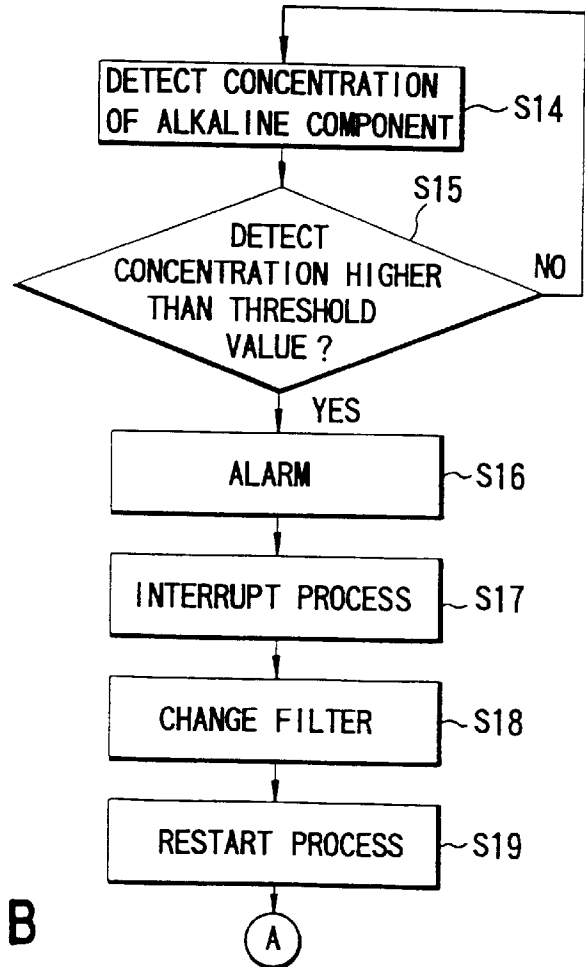 DETECT CONCENTRATION
OF ALKALINE COMPONENT
S14
S15
DETECT
CONCENTRATION HIGHER
THAN THRESHOLD
VALUE?
NO
YES
ALARM
S16
INTERRUPT PROCESS
S17
CHANGE FILTER
S18
RESTART PROCESS
S19
B
A